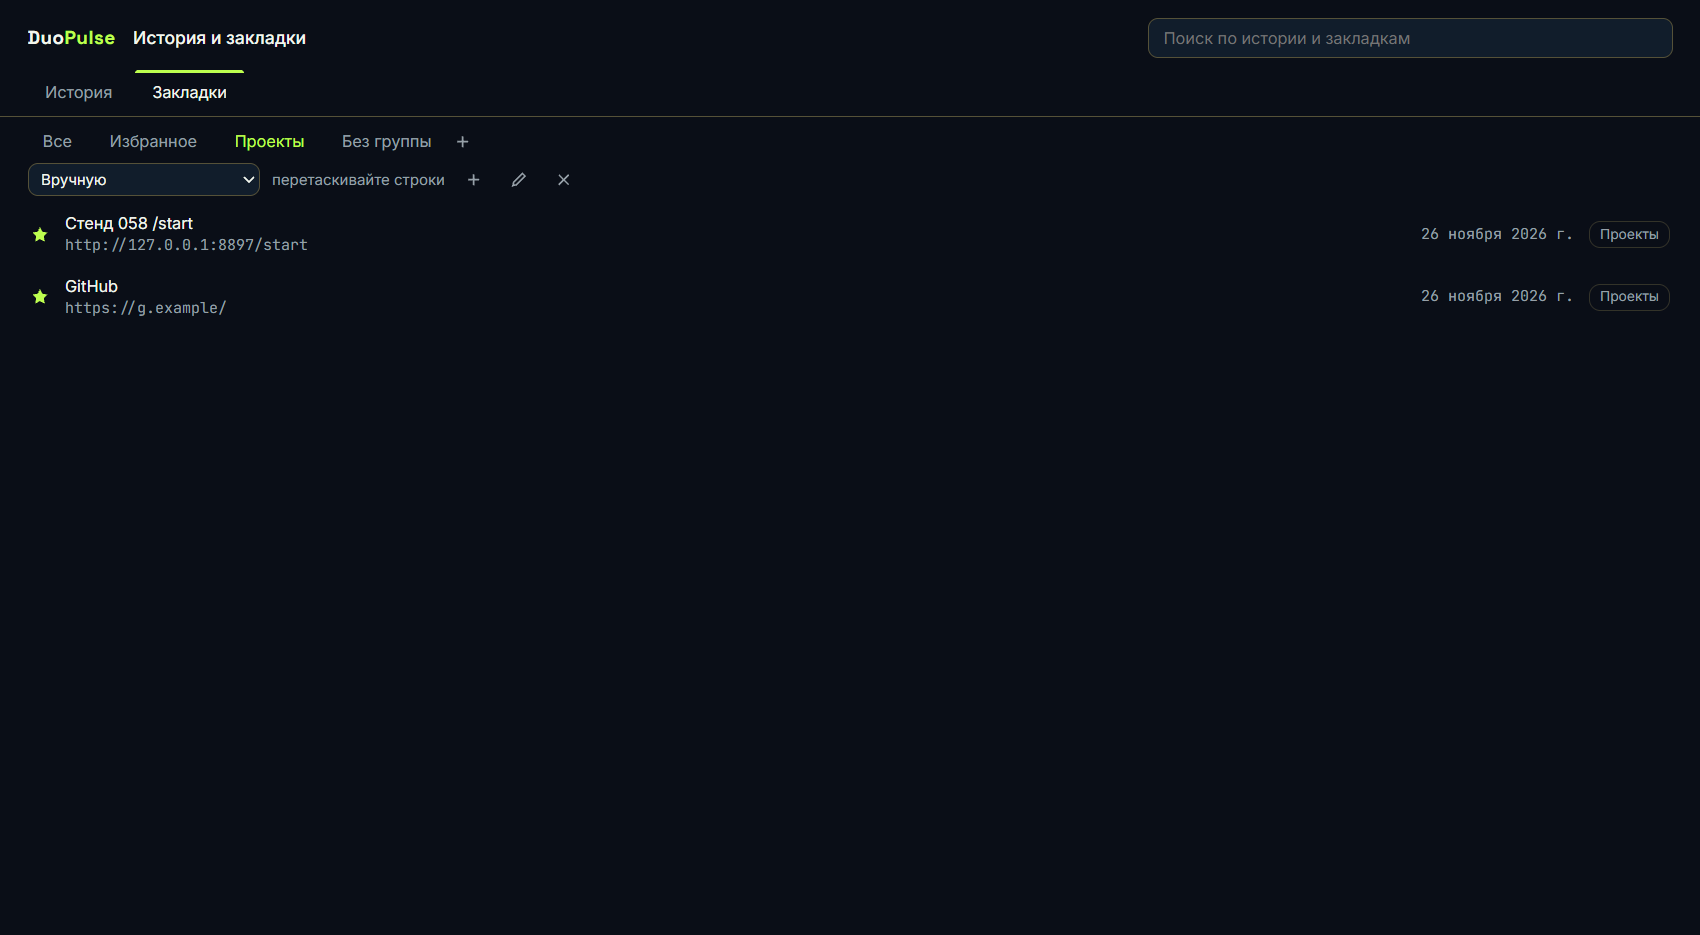 DuoPulse История и закладки
Поиск по истории и закладкам
История Закладки
Все Избранное Проекты Без группы +
Вручную перетаскивайте строки +
Стенд 058 /start
http://127.0.0.1:8897/start
26 ноября 2026 г. Проекты
GitHub
https://g.example/
26 ноября 2026 г. Проекты